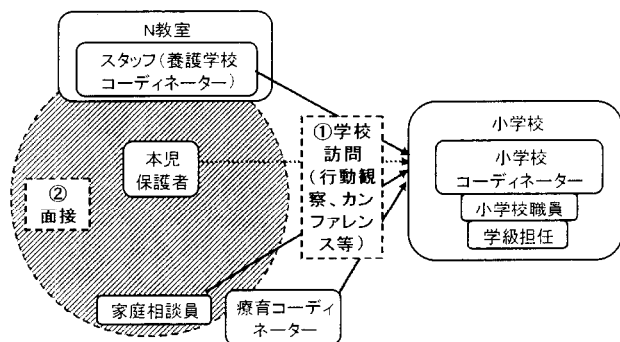 N教室
スタッフ(養護学校
コーディネーター)
本児
保護者
②
面接
①学校
訪問
(行動観
察、カン
ファレン
ス等)
小学校
小学校
コーディネーター
小学校職員
学級担任
家庭相談員
療育コーディ
ネーター